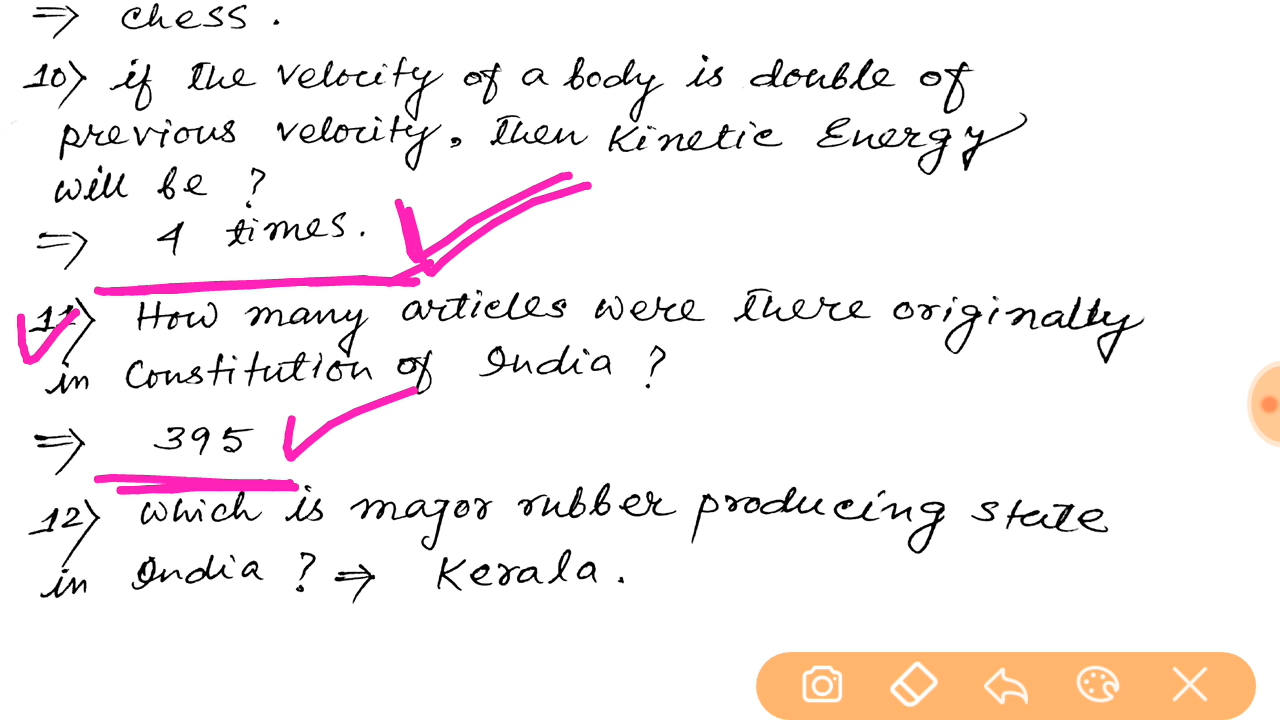 ⇒ chess.
10) if the velocity of a body is double of
previous velocity, then Kinetic Energy
will be ?
⇒ 4 times.
11) How many articles were there originally
in Constitution of India ?
⇒ 395
12) which is major rubber producing state
in India ? ⇒ Kerala.